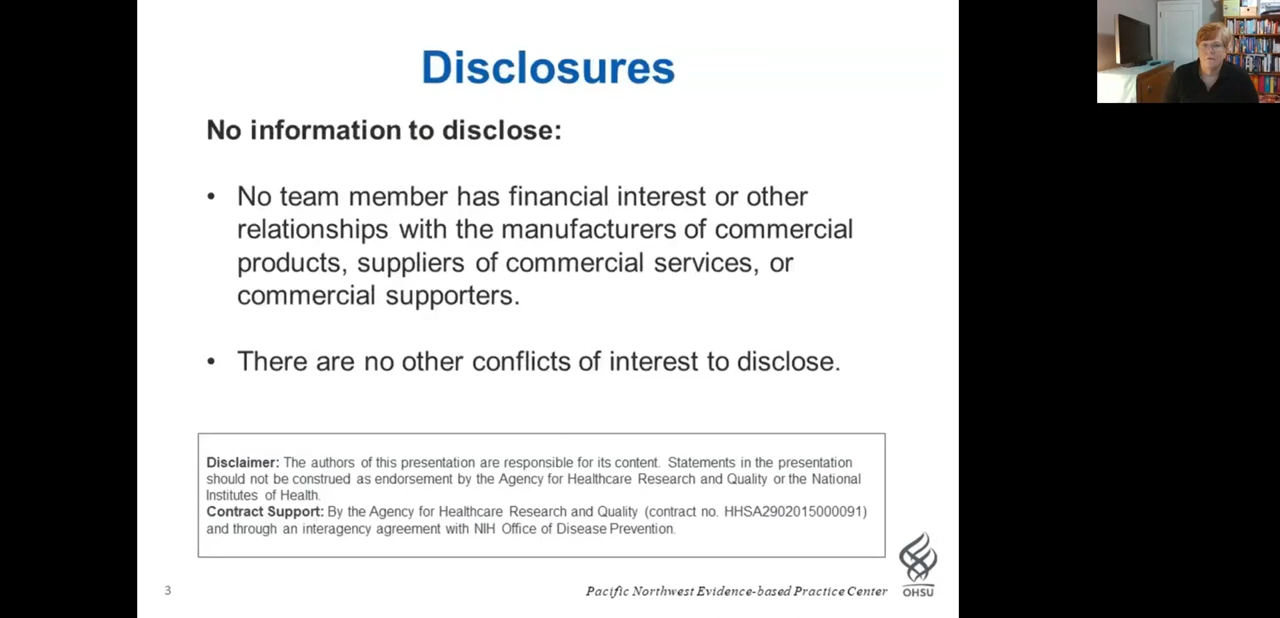 Disclosures
No information to disclose:
• No team member has financial interest or other
relationships with the manufacturers of commercial
products, suppliers of commercial services, or
commercial supporters.
• There are no other conflicts of interest to disclose.
Disclaimer: The authors of this presentation are responsible for its content. Statements in the presentation
should not be construed as endorsement by the Agency for Healthcare Research and Quality or the National
Institutes of Health.
Contract Support: By the Agency for Healthcare Research and Quality (contract no. HHSA2902015000091)
and through an interagency agreement with NIH Office of Disease Prevention.
3
Pacific Northwest Evidence-based Practice Center
OHSU